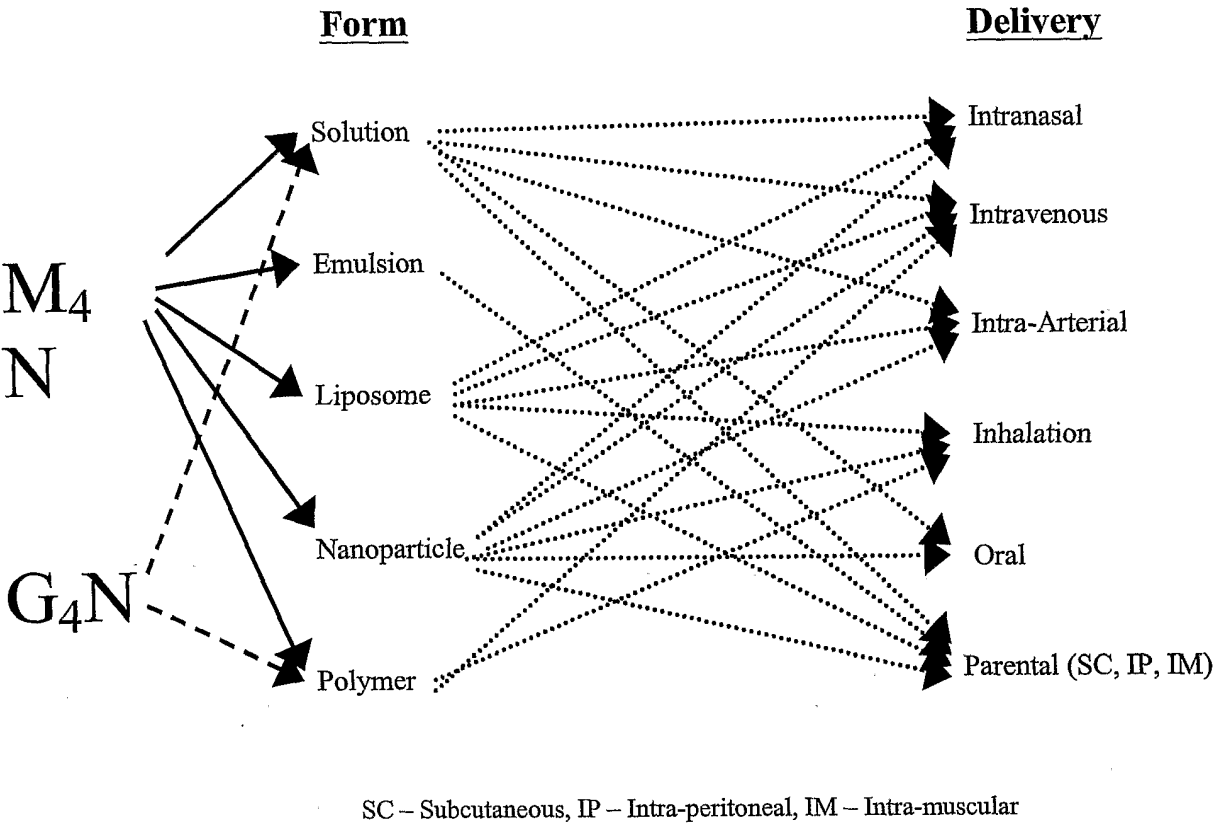 Form
Delivery
Solution
Intranasal
Intravenous
Emulsion
M₄
N
Intra-Arterial
Liposome
Inhalation
Nanoparticle
Oral
G₄N
Parental (SC, IP, IM)
Polymer
SC – Subcutaneous, IP – Intra-peritoneal, IM – Intra-muscular